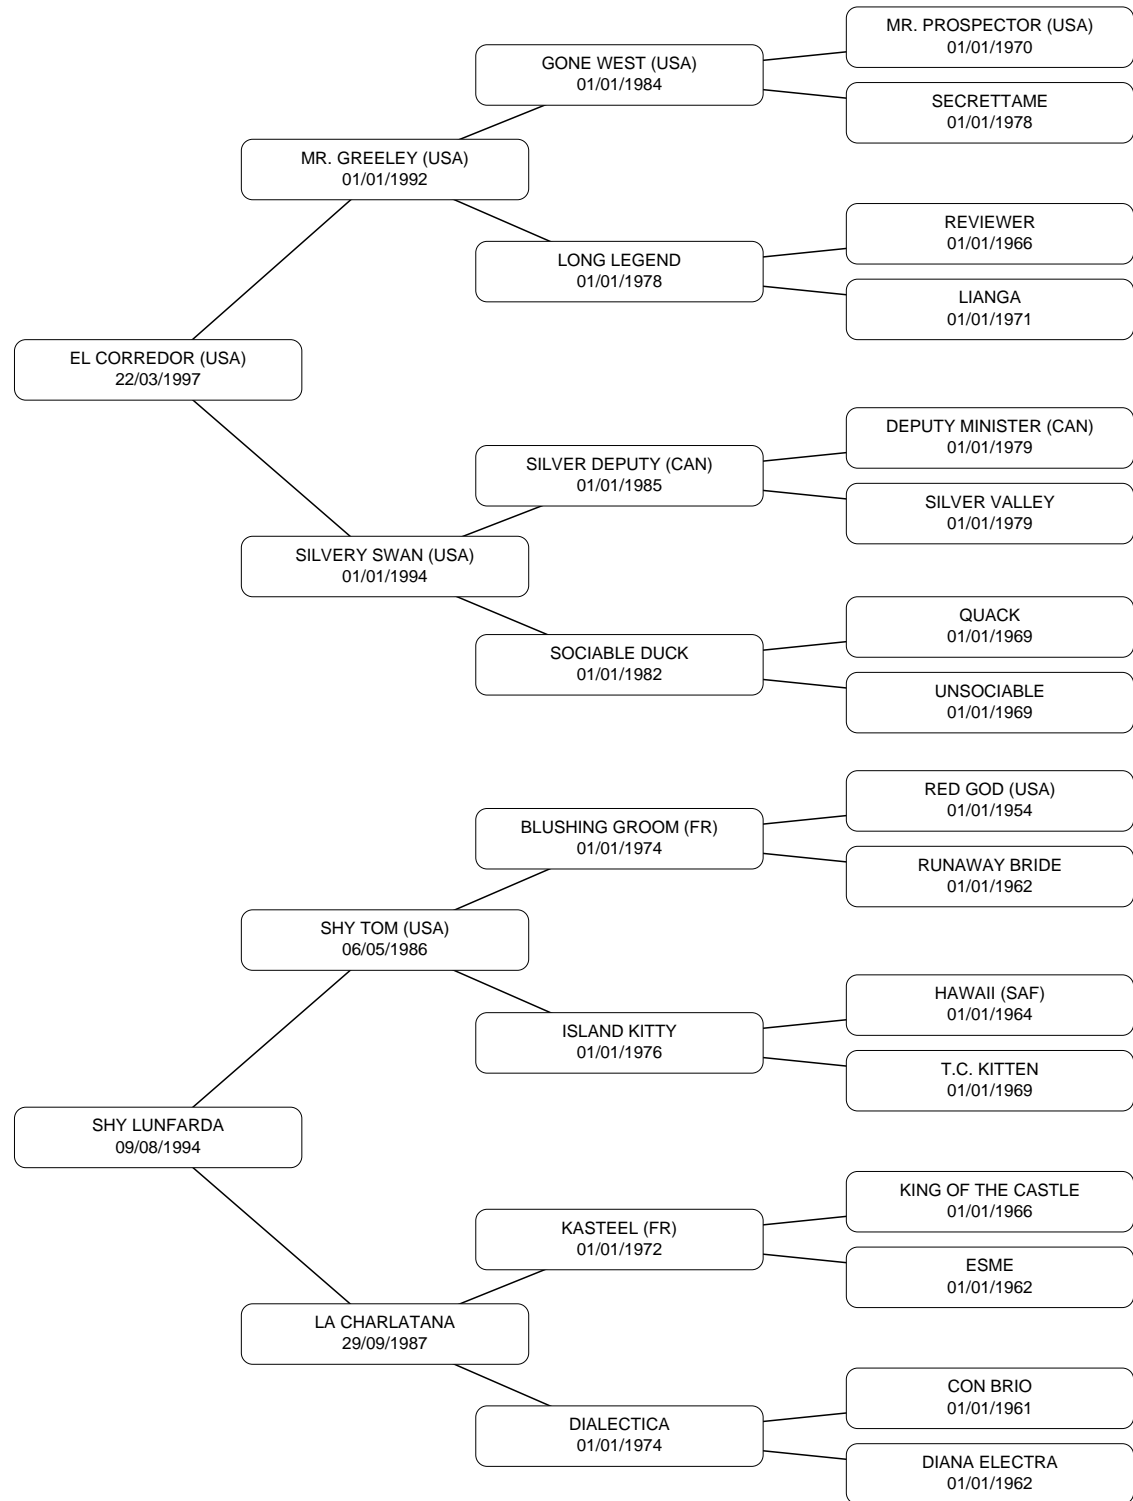 MR. PROSPECTOR (USA)
01/01/1970
GONE WEST (USA)
01/01/1984
SECRETTAME
01/01/1978
MR. GREELEY (USA)
01/01/1992
REVIEWER
01/01/1966
LONG LEGEND
01/01/1978
LIANGA
01/01/1971
EL CORREDOR (USA)
22/03/1997
DEPUTY MINISTER (CAN)
01/01/1979
SILVER DEPUTY (CAN)
01/01/1985
SILVER VALLEY
01/01/1979
SILVERY SWAN (USA)
01/01/1994
QUACK
01/01/1969
SOCIABLE DUCK
01/01/1982
UNSOCIABLE
01/01/1969
RED GOD (USA)
01/01/1954
BLUSHING GROOM (FR)
01/01/1974
RUNAWAY BRIDE
01/01/1962
SHY TOM (USA)
06/05/1986
HAWAII (SAF)
01/01/1964
ISLAND KITTY
01/01/1976
T.C. KITTEN
01/01/1969
SHY LUNFARDA
09/08/1994
KING OF THE CASTLE
01/01/1966
KASTEEL (FR)
01/01/1972
ESME
01/01/1962
LA CHARLATANA
29/09/1987
CON BRIO
01/01/1961
DIALECTICA
01/01/1974
DIANA ELECTRA
01/01/1962